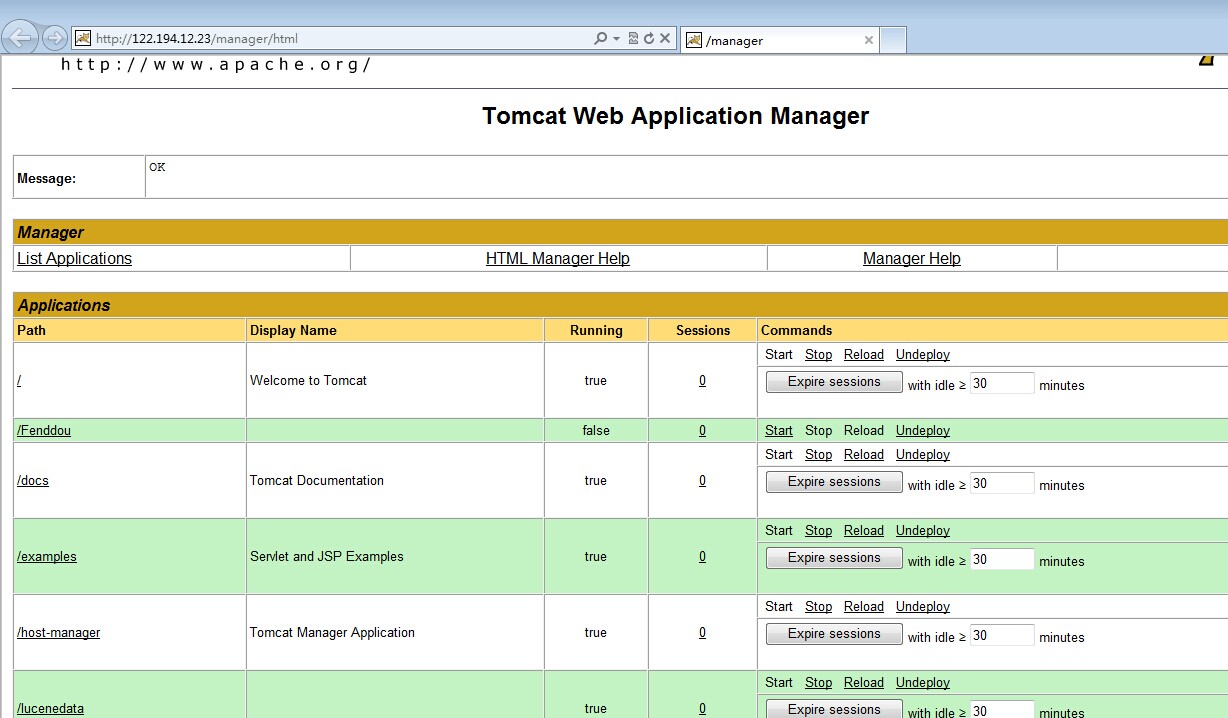 http://122.194.12.23/manager/html
/manager
http://www.apache.org/
Tomcat Web Application Manager
Message: OK
Manager
List Applications HTML Manager Help Manager Help
Applications
Path Display Name Running Sessions Commands
Start Stop Reload Undeploy
/ Welcome to Tomcat true 0 Expire sessions with idle ≥ 30 minutes
/Fenddou false 0 Start Stop Reload Undeploy
Start Stop Reload Undeploy
/docs Tomcat Documentation true 0 Expire sessions with idle ≥ 30 minutes
Start Stop Reload Undeploy
/examples Servlet and JSP Examples true 0 Expire sessions with idle ≥ 30 minutes
Start Stop Reload Undeploy
/host-manager Tomcat Manager Application true 0 Expire sessions with idle ≥ 30 minutes
Start Stop Reload Undeploy
/lucenedata true 0 Expire sessions with idle ≥ 30 minutes